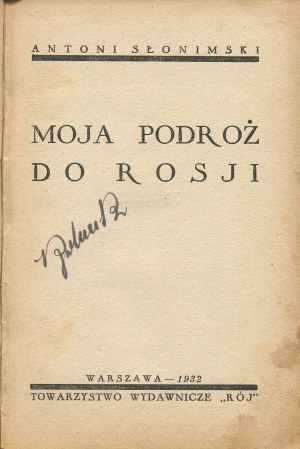 ANTONI SŁONIMSKI
MOJA PODRÓŻ
DO ROSJI
WARSZAWA — 1932
TOWARZYSTWO WYDAWNICZE „RÓJ"